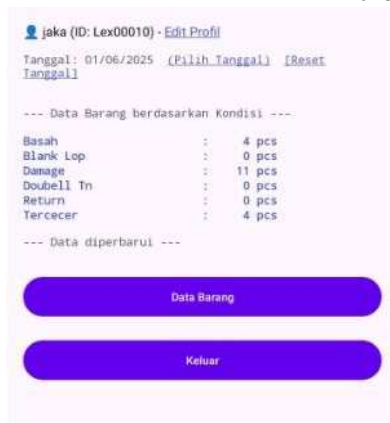 jaka (ID: Lex00010) - Edit Profil
Tanggal: 01/06/2025 (Pilih Tanggal) [Reset
Tanggal]
--- Data Barang berdasarkan Kondisi ---
Basah : 4 pcs
Blank Lop : 0 pcs
Damage : 11 pcs
Doubell Tn : 0 pcs
Return : 0 pcs
Tercecer : 4 pcs
--- Data diperbarui ---
Data Barang
Keluar